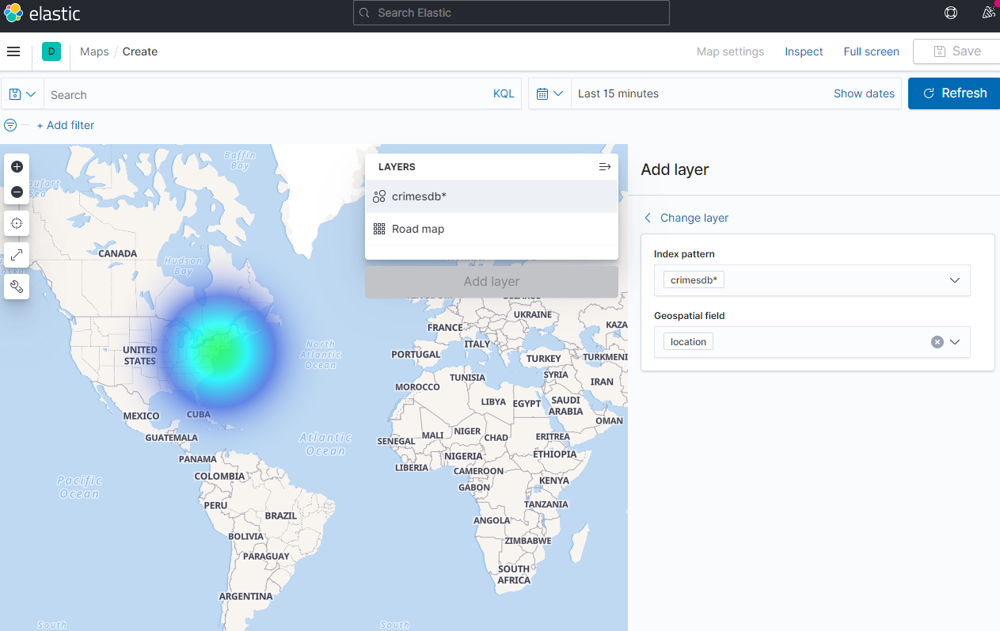 elastic
Search Elastic
D
Maps / Create
Map settings
Inspect
Full screen
Save
Search
KQL
Last 15 minutes
Show dates
Refresh
+ Add filter
LAYERS
crimesdb*
Road map
Add layer
Baffin
Bay
Sea
CANADA
Hudson
Bay
UNITED
STATES
North
Atlantic
Ocean
MEXICO
CUBA
GUATEMALA
PANAMA
COLOMBIA
Atlantic
Ocean
Pacific
Ocean
PERU
BRAZIL
BOLIVIA
PARAGUAY
ARGENTINA
South
South
UKRAINE
FRANCE
KAZA
ITALY
PORTUGAL
TURKEY
TURKMENI
TUNISIA
SYRIA
IRAN
MOROCCO
LIBYA
EGYPT
SAUDI
ARABIA
OMAN
MALI
NIGER
CHAD
ERITREA
SENEGAL
NIGERIA
ETHIOPIA
LIBERIA
CAMEROON
GABON
KENYA
TANZANIA
ANGOLA
ZIMBABWE
SOUTH
AFRICA
Add layer
Change layer
Index pattern
crimesdb*
Geospatial field
location